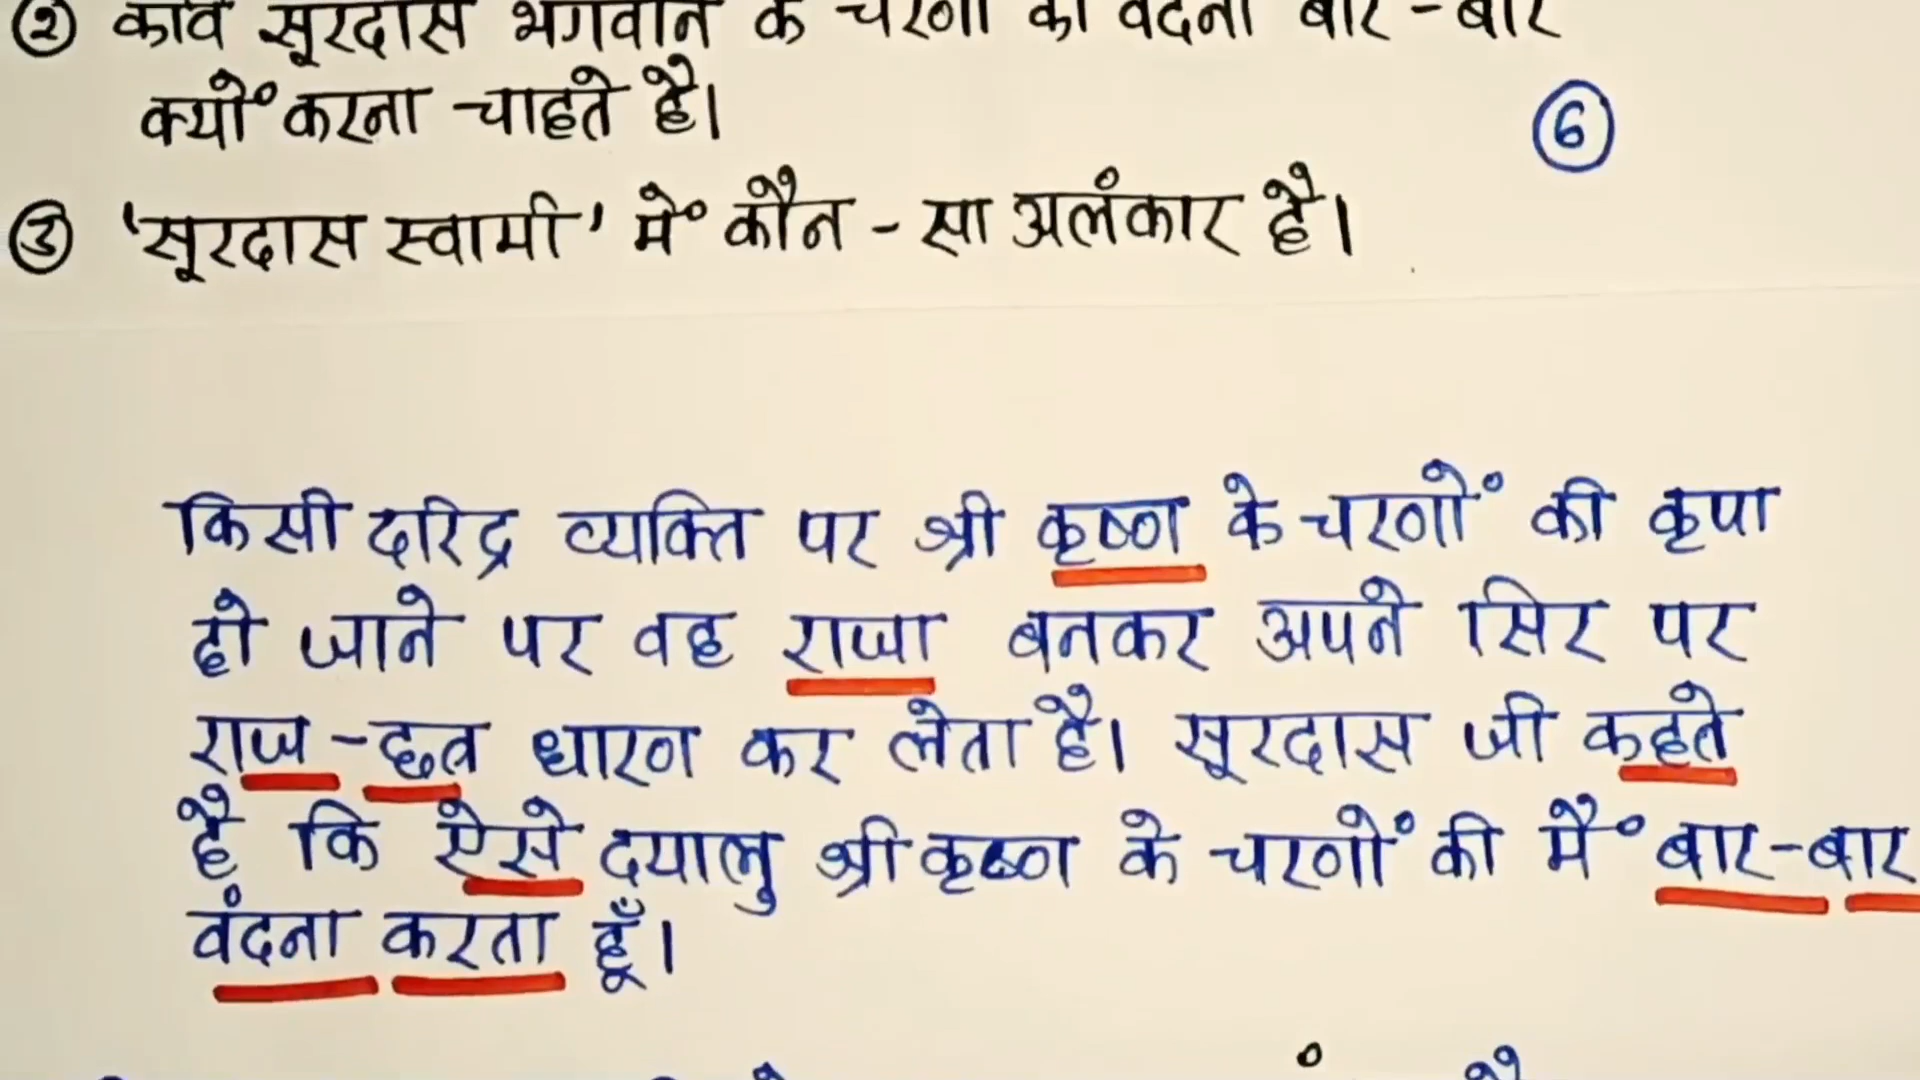 ② कवि सूरदास भगवान के चरणों की वंदना बार-बार
क्यों करना चाहते है।
⑥
③ 'सूरदास स्वामी' में कौन-सा अलंकार है।
किसी दरिद्र व्यक्ति पर श्री कृष्ण के चरणों की कृपा
हो जाने पर वह राजा बनकर अपने सिर पर
राज-छत्र धारण कर लेता है। सूरदास जी कहते
है कि ऐसे दयालु श्री कृष्ण के चरणों की मैं बार-बार
वंदना करता हूँ।